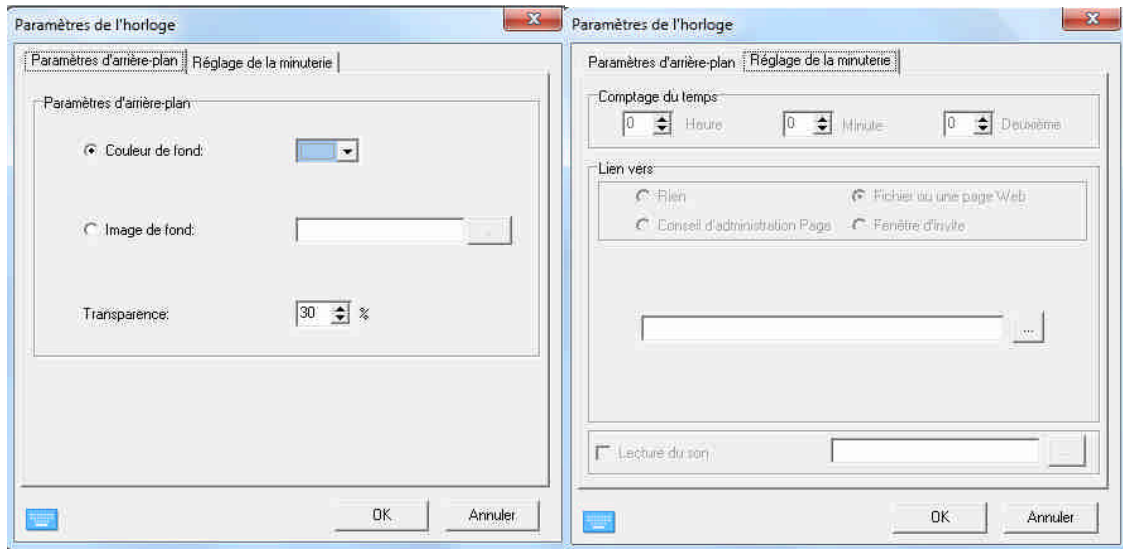 Paramètres de l'horloge
Paramètres d'arrière-plan Réglage de la minuterie
Paramètres d'arrière-plan
Couleur de fond:
Image de fond:
...
Transparence: 30 %
OK Annuler
Paramètres de l'horloge
Paramètres d'arrière-plan Réglage de la minuterie
Comptage du temps
0 Heure 0 Minute 0 Deuxième
Lien vers
Rien Fichier ou une page Web
Conseil d'administration Page Fenêtre d'invite
...
Lecture du son ...
OK Annuler